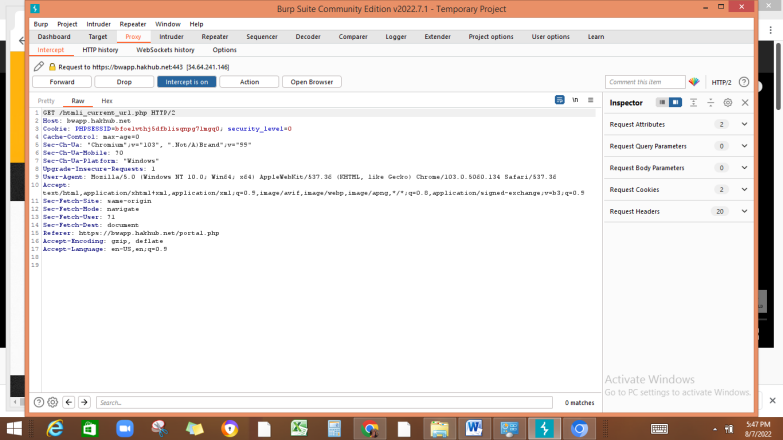 Burp Suite Community Edition v2022.7.1 - Temporary Project
Burp Project Intruder Repeater Window Help
Dashboard Target Proxy Intruder Repeater Sequencer Decoder Comparer Logger Extender Project options User options Learn
Intercept HTTP history WebSockets history Options
Request to https://bwapp.hakhub.net:443 [54.64.241.146]
Forward Drop Intercept is on Action Open Browser Comment this item HTTP/2 ?
Pretty Raw Hex \n
Inspector
1 GET /htmli_current_url.php HTTP/2
2 Host: bwapp.hakhub.net
3 Cookie: PHPSESSID=bfoelvthj5dfblisqnpg7lmgq0; security_level=0
4 Cache-Control: max-age=0
5 Sec-Ch-Ua: "Chromium";v="103", ".Not/A)Brand";v="99"
6 Sec-Ch-Ua-Mobile: ?0
7 Sec-Ch-Ua-Platform: "Windows"
8 Upgrade-Insecure-Requests: 1
9 User-Agent: Mozilla/5.0 (Windows NT 10.0; Win64; x64) AppleWebKit/537.36 (KHTML, like Gecko) Chrome/103.0.5060.134 Safari/537.36
10 Accept:
text/html,application/xhtml+xml,application/xml;q=0.9,image/avif,image/webp,image/apng,*/*;q=0.8,application/signed-exchange;v=b3;q=0.9
11 Sec-Fetch-Site: same-origin
12 Sec-Fetch-Mode: navigate
13 Sec-Fetch-User: ?1
14 Sec-Fetch-Dest: document
15 Referer: https://bwapp.hakhub.net/portal.php
16 Accept-Encoding: gzip, deflate
17 Accept-Language: en-US,en;q=0.9
18
19
Request Attributes 2
Request Query Parameters 0
Request Body Parameters 0
Request Cookies 2
Request Headers 20
Activate Windows
Go to PC settings to activate Windows.
? Search... 0 matches
5:47 PM
8/7/2022